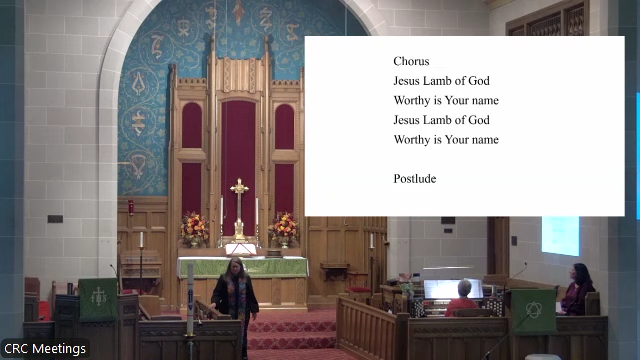 Chorus
Jesus Lamb of God
Worthy is Your name
Jesus Lamb of God
Worthy is Your name
Postlude
CRC Meetings